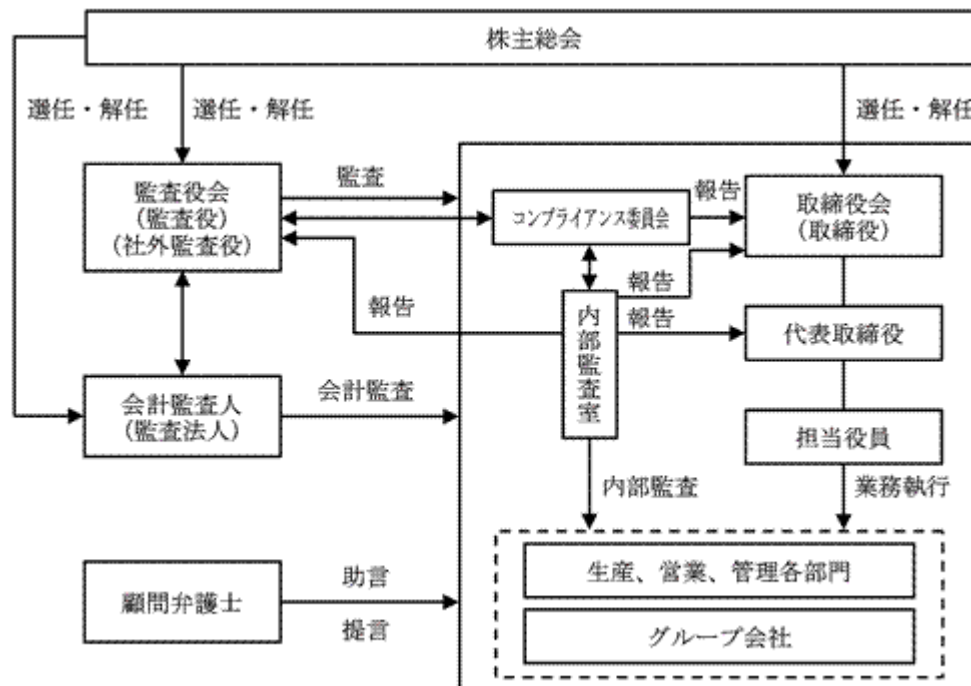 株主総会
選任・解任
選任・解任
選任・解任
監査役会
(監査役)
(社外監査役)
監査
コンプライアンス委員会
報告
取締役会
(取締役)
報告
報告
報告
内部監査室
代表取締役
会計監査人
(監査法人)
会計監査
担当役員
内部監査
業務執行
顧問弁護士
助言
提言
生産、営業、管理各部門
グループ会社